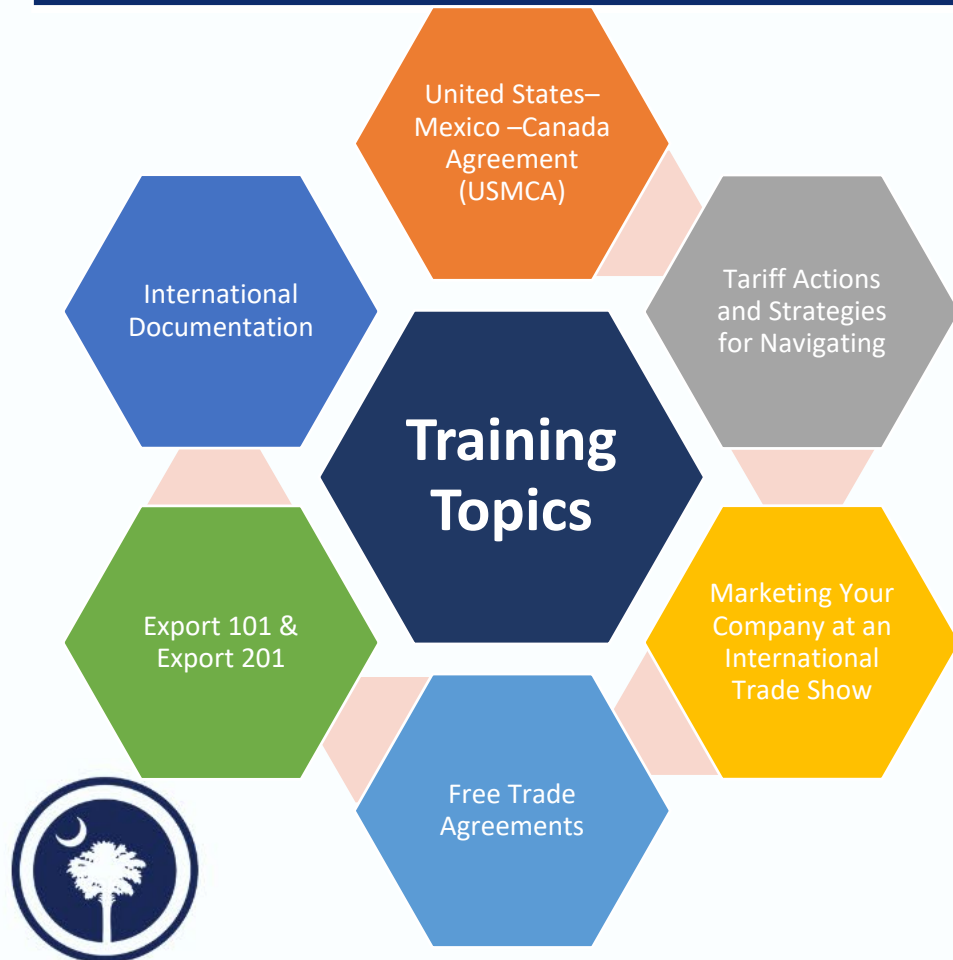 United States–
Mexico –Canada
Agreement
(USMCA)
International
Documentation
Tariff Actions
and Strategies
for Navigating
Training
Topics
Export 101 &
Export 201
Marketing Your
Company at an
International
Trade Show
Free Trade
Agreements